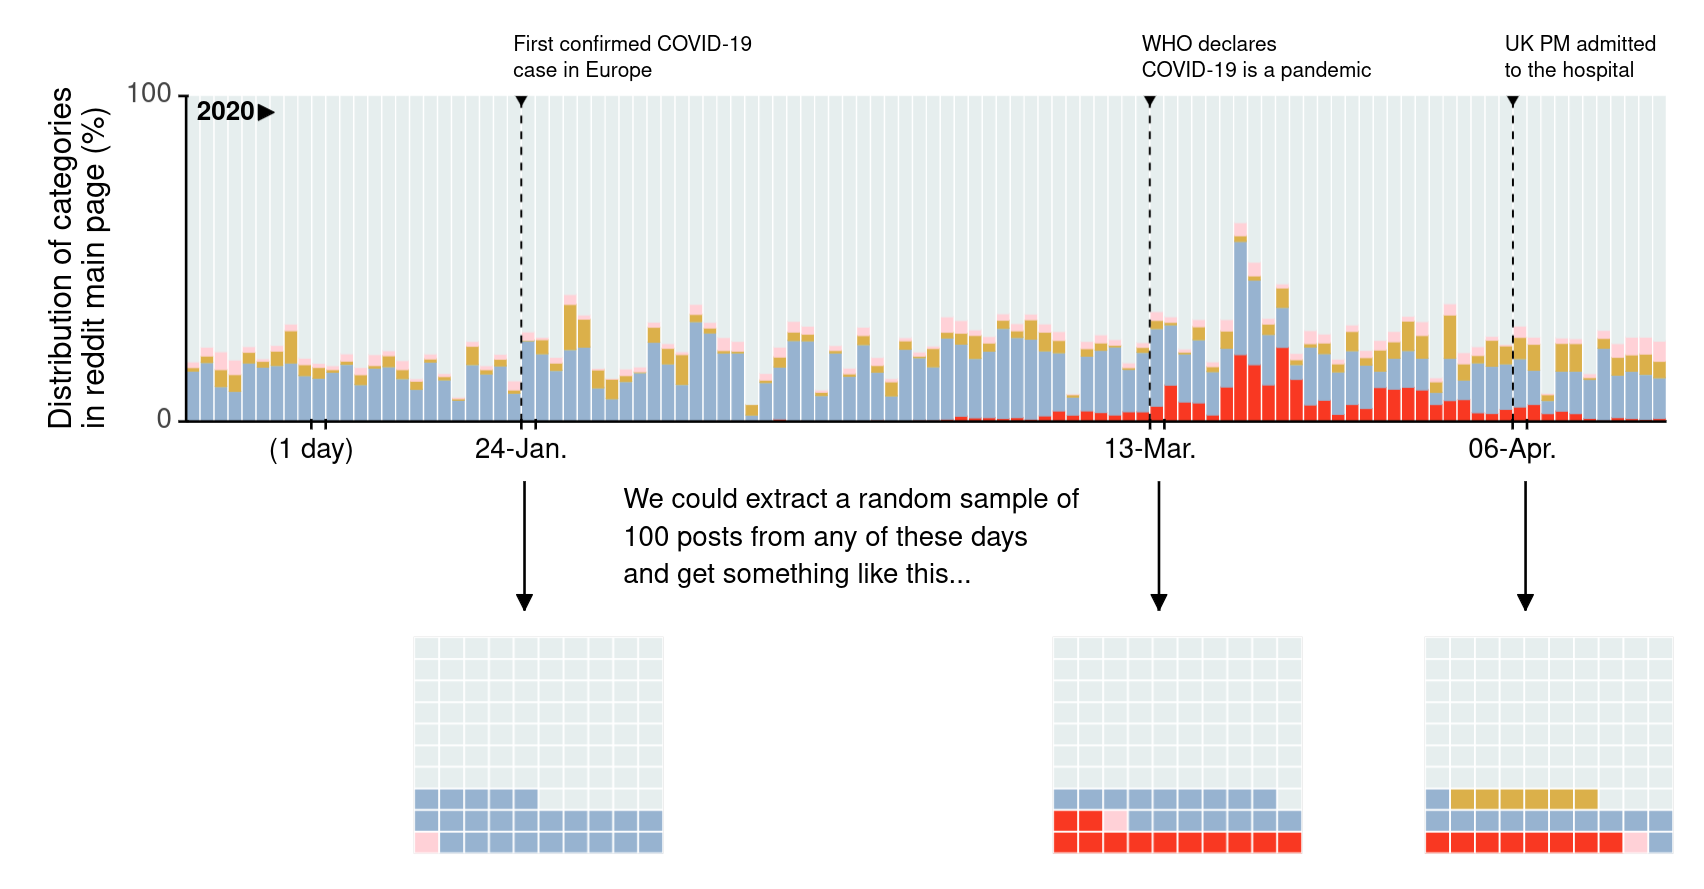 First confirmed COVID-19
case in Europe
WHO declares
COVID-19 is a pandemic
UK PM admitted
to the hospital
Distribution of categories
in reddit main page (%)
100
2020►
0
(1 day)
24-Jan.
13-Mar.
06-Apr.
We could extract a random sample of
100 posts from any of these days
and get something like this...